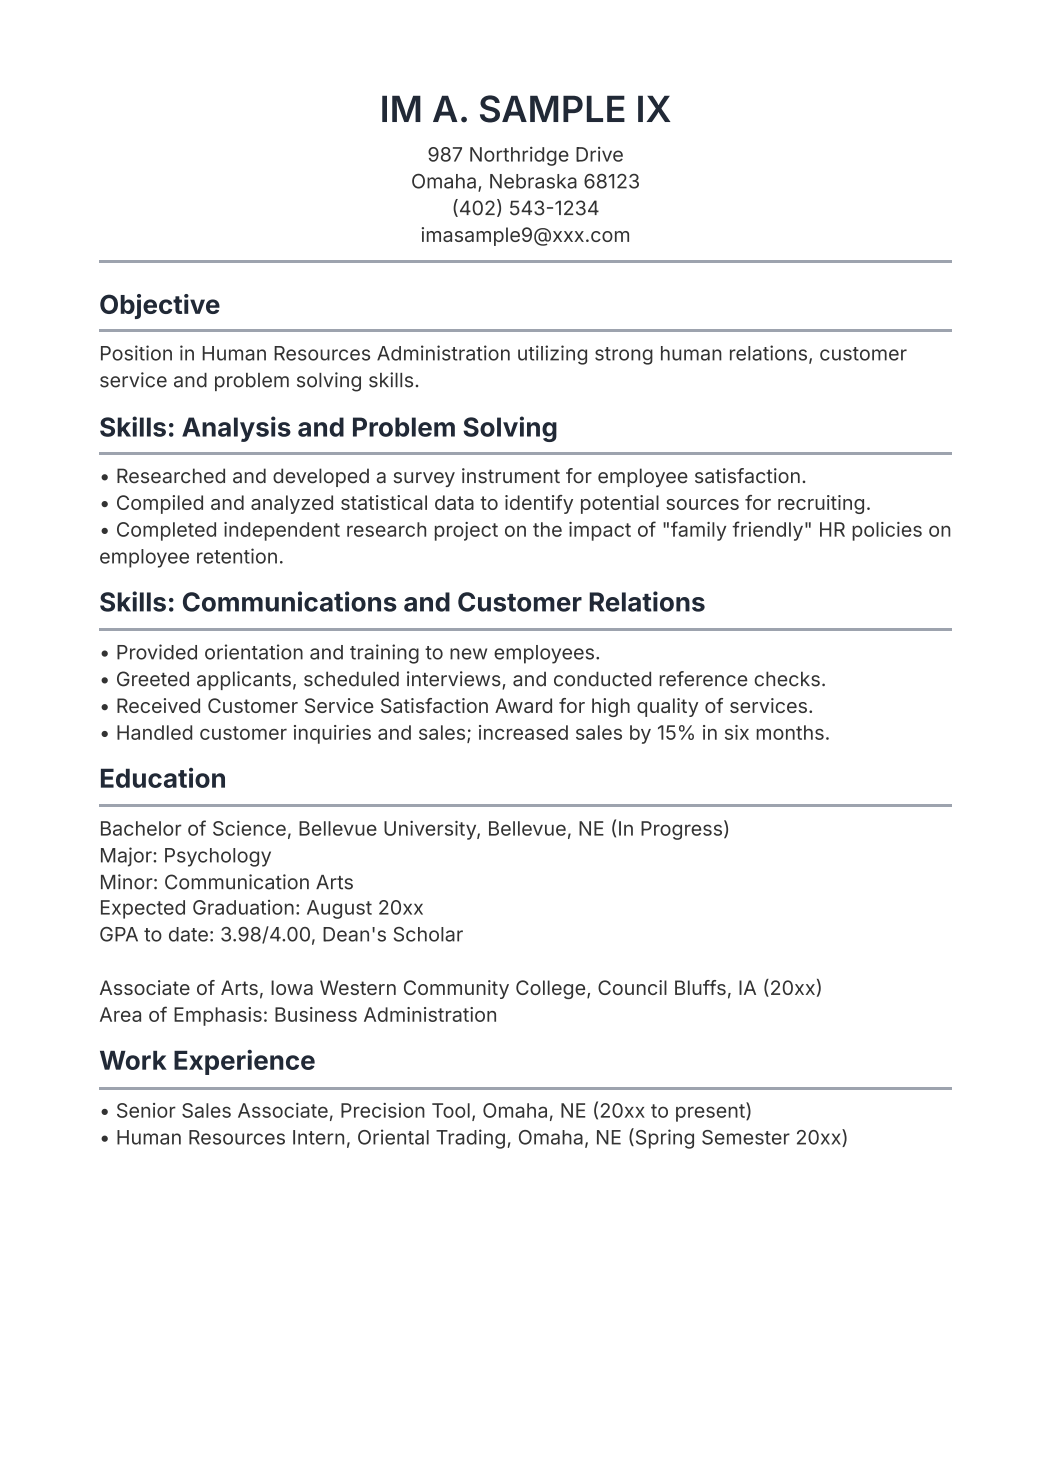 IM A. SAMPLE IX
987 Northridge Drive
Omaha, Nebraska 68123
(402) 543-1234
imasample9@xxx.com
Objective
Position in Human Resources Administration utilizing strong human relations, customer
service and problem solving skills.
Skills: Analysis and Problem Solving
• Researched and developed a survey instrument for employee satisfaction.
• Compiled and analyzed statistical data to identify potential sources for recruiting.
• Completed independent research project on the impact of "family friendly" HR policies on
employee retention.
Skills: Communications and Customer Relations
• Provided orientation and training to new employees.
• Greeted applicants, scheduled interviews, and conducted reference checks.
• Received Customer Service Satisfaction Award for high quality of services.
• Handled customer inquiries and sales; increased sales by 15% in six months.
Education
Bachelor of Science, Bellevue University, Bellevue, NE (In Progress)
Major: Psychology
Minor: Communication Arts
Expected Graduation: August 20xx
GPA to date: 3.98/4.00, Dean's Scholar
Associate of Arts, Iowa Western Community College, Council Bluffs, IA (20xx)
Area of Emphasis: Business Administration
Work Experience
• Senior Sales Associate, Precision Tool, Omaha, NE (20xx to present)
• Human Resources Intern, Oriental Trading, Omaha, NE (Spring Semester 20xx)